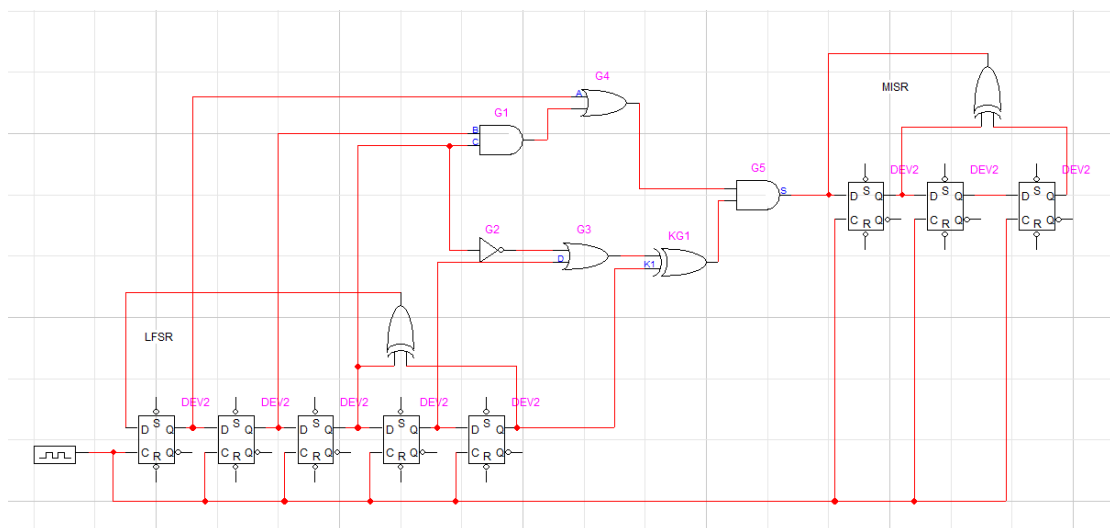 G4
MISR
A
G1
B
C
G5
S
DEV2 DEV2 DEV2
D S Q D S Q D S Q
C R Q C R Q C R Q
G2 G3 KG1
D
K1
LFSR
DEV2 DEV2 DEV2 DEV2 DEV2
D S Q D S Q D S Q D S Q D S Q
C R Q C R Q C R Q C R Q C R Q